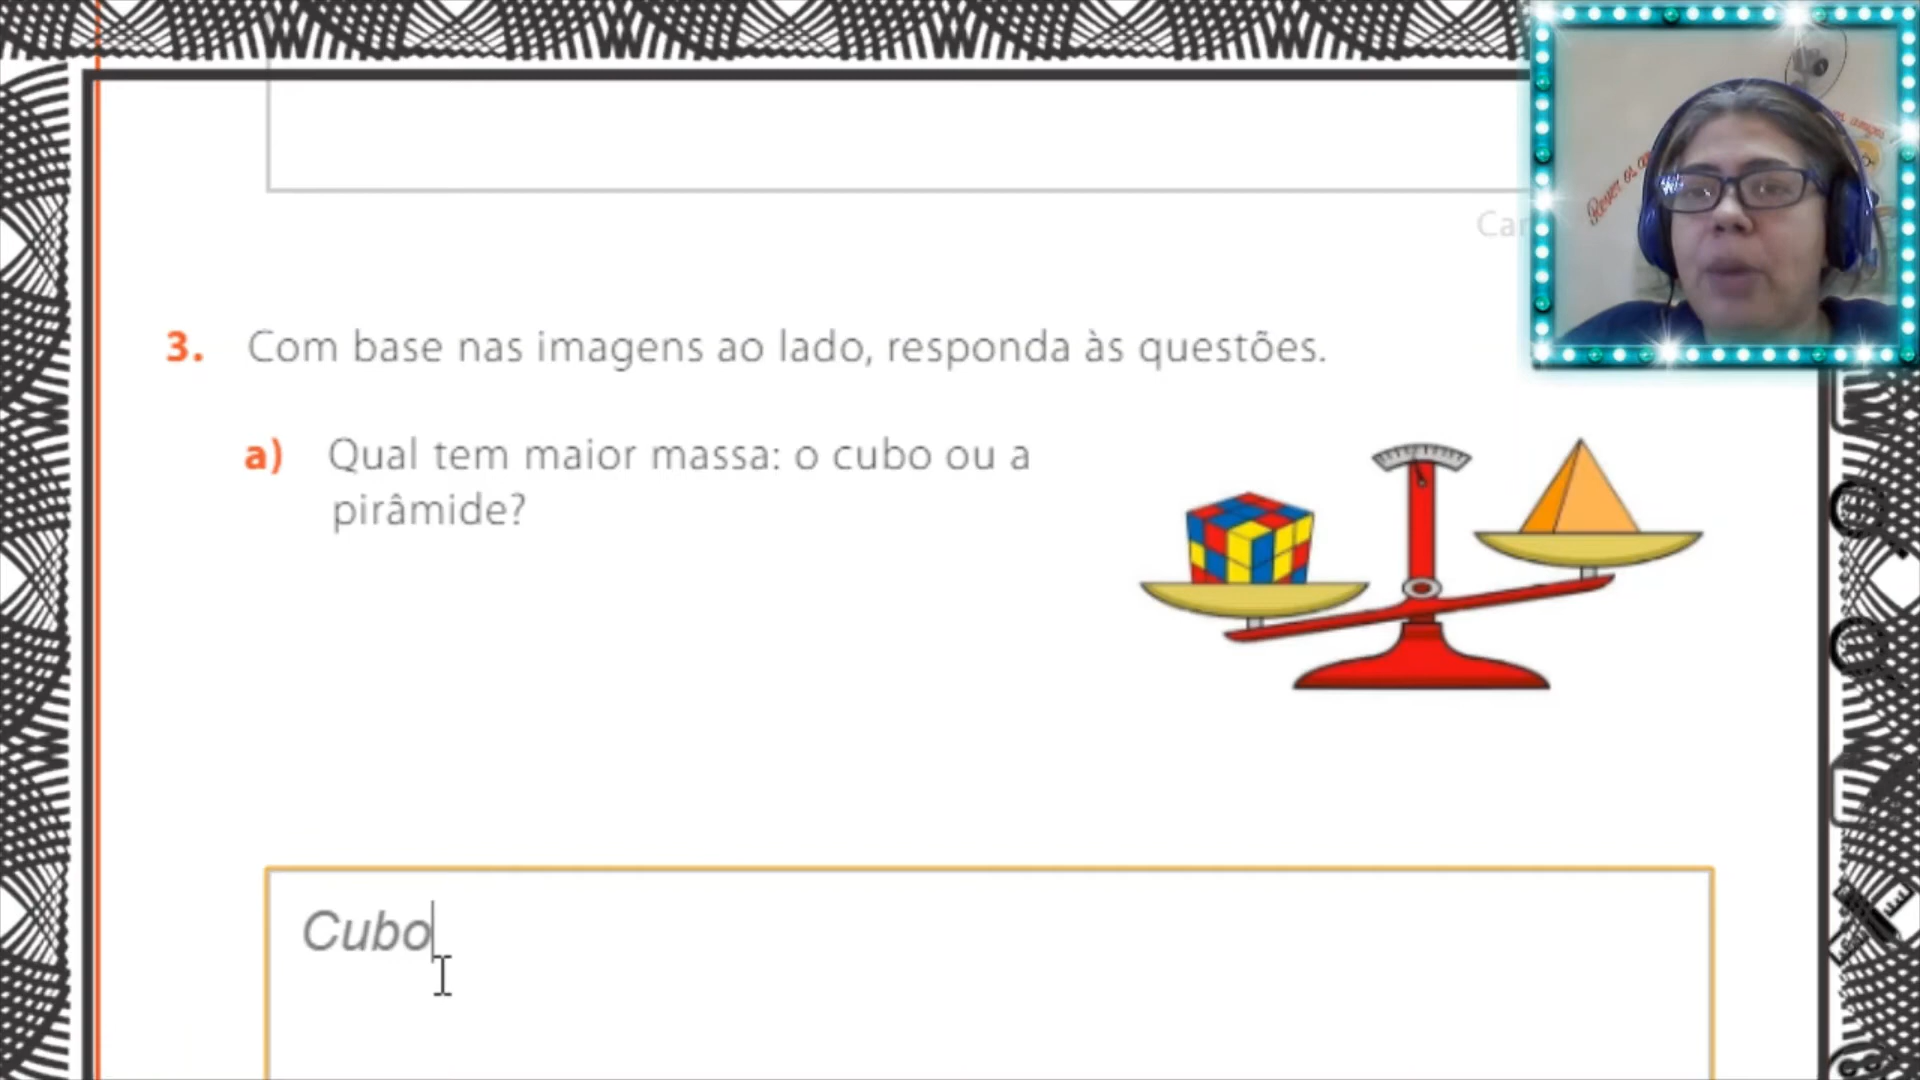 3. Com base nas imagens ao lado, responda às questões.
a) Qual tem maior massa: o cubo ou a
pirâmide?
Cubo